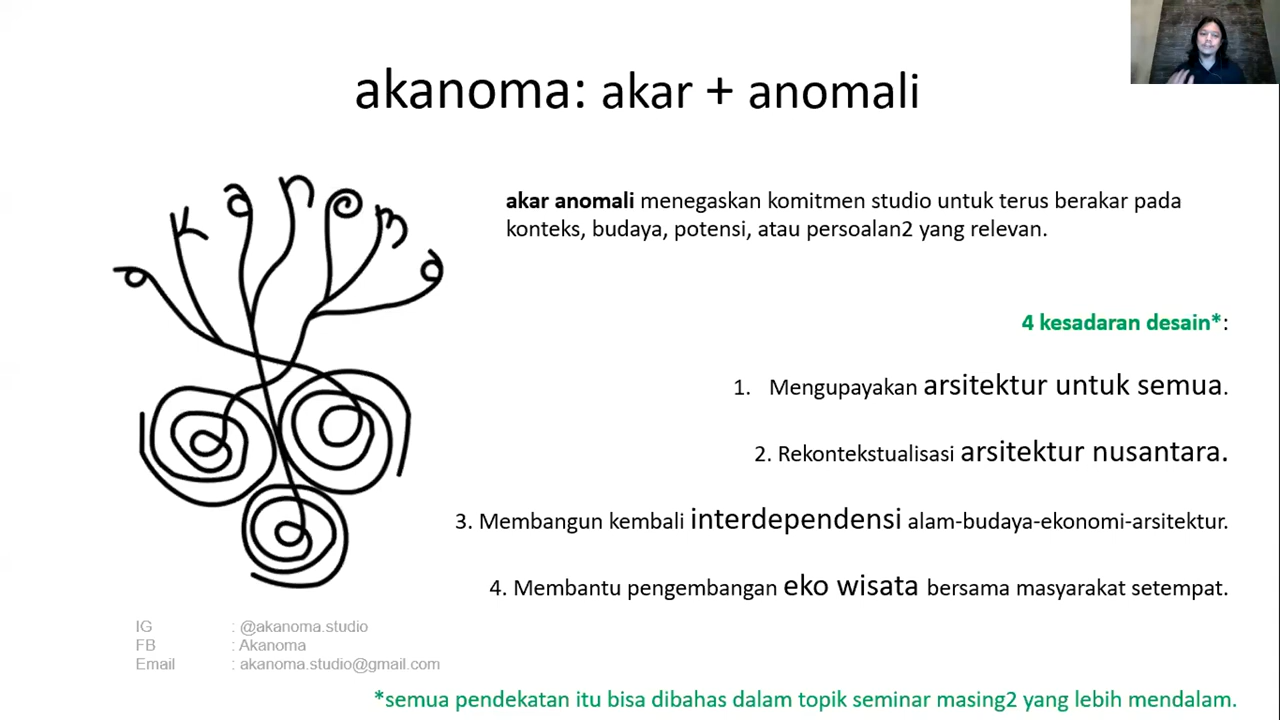 akanoma: akar + anomali
akanoma
akar anomali menegaskan komitmen studio untuk terus berakar pada
konteks, budaya, potensi, atau persoalan2 yang relevan.
4 kesadaran desain*:
1. Mengupayakan arsitektur untuk semua.
2. Rekontekstualisasi arsitektur nusantara.
3. Membangun kembali interdependensi alam-budaya-ekonomi-arsitektur.
4. Membantu pengembangan eko wisata bersama masyarakat setempat.
IG : @akanoma.studio
FB : Akanoma
Email : akanoma.studio@gmail.com
*semua pendekatan itu bisa dibahas dalam topik seminar masing2 yang lebih mendalam.